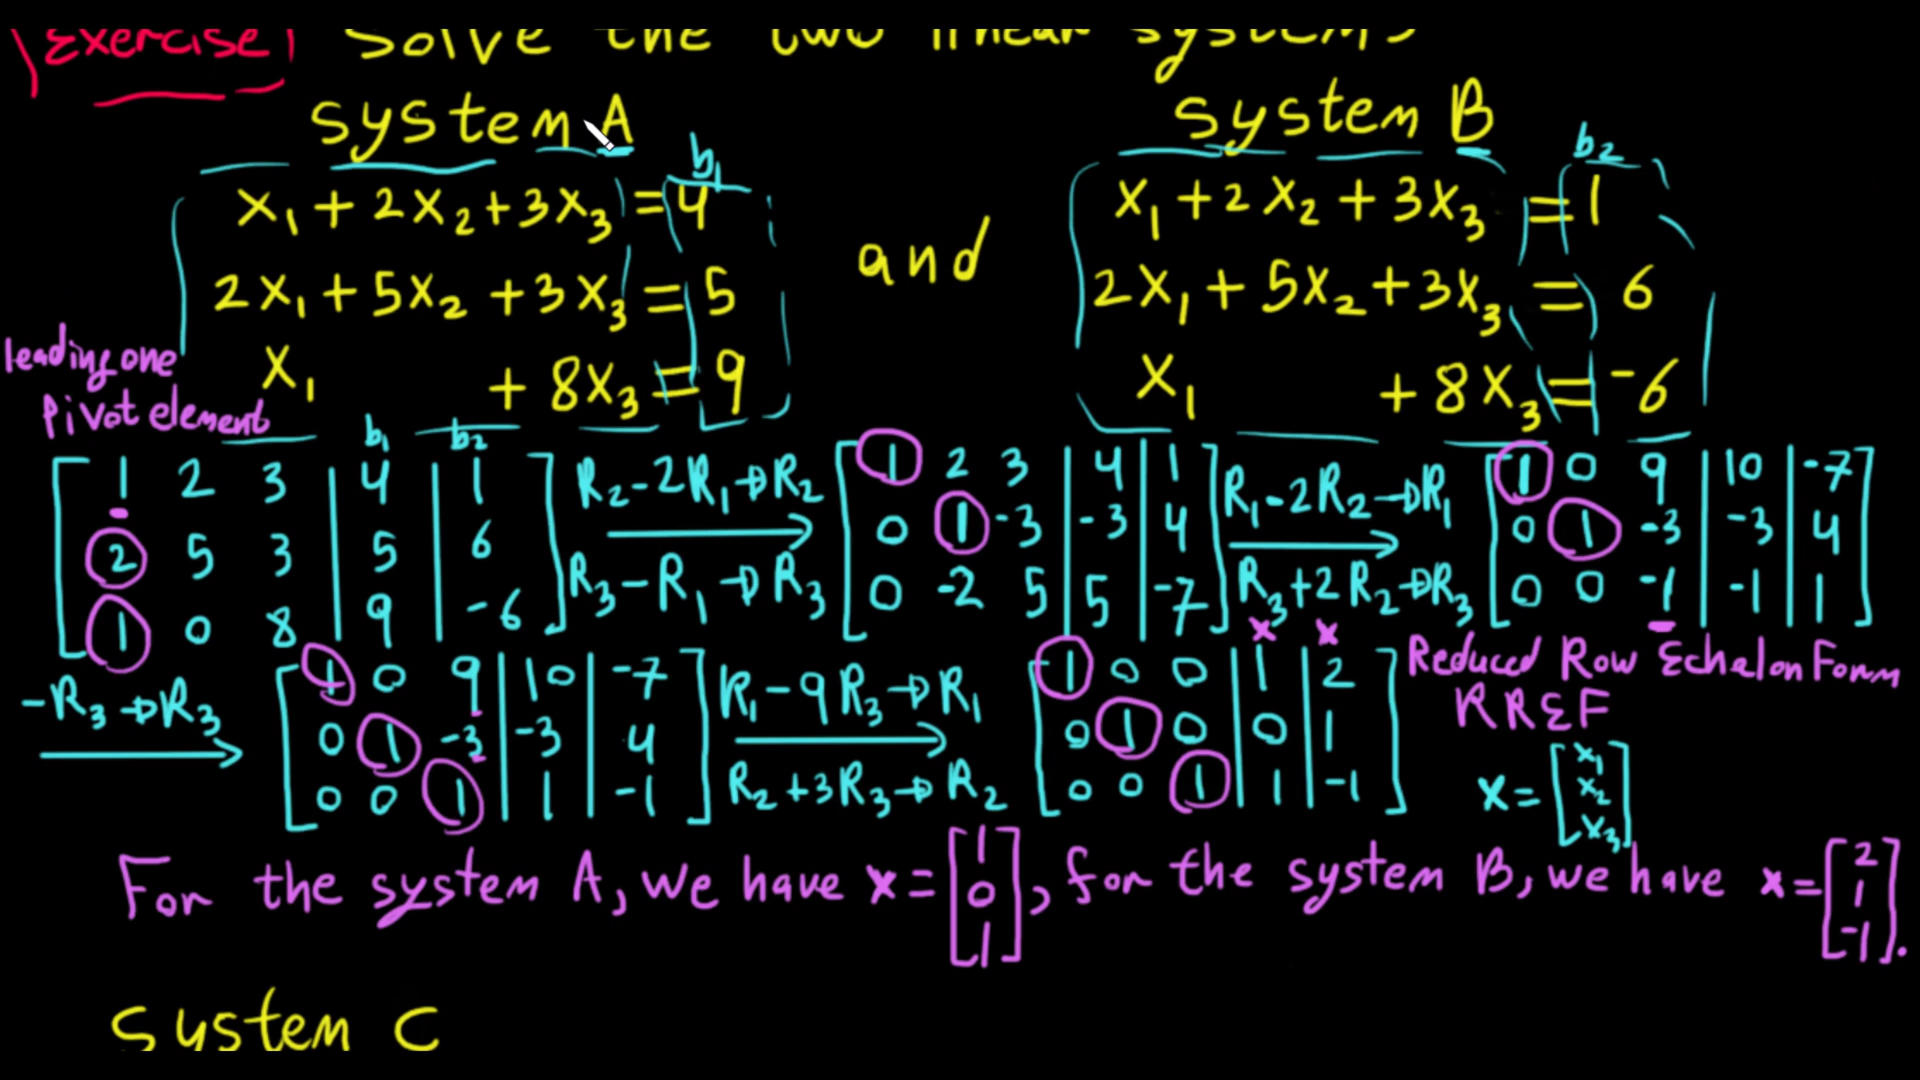 Exercise) Solve the two linear systems
system A system B
b₁ b₂
x₁ + 2x₂ + 3x₃ = 4 and x₁ + 2x₂ + 3x₃ = 1
2x₁ + 5x₂ + 3x₃ = 5 2x₁ + 5x₂ + 3x₃ = 6
x₁ + 8x₃ = 9 x₁ + 8x₃ = -6
leading one
Pivot element
b₁ b₂
1 2 3 | 4 | 1
2 5 3 | 5 | 6
1 0 8 | 9 | -6
R₂-2R₁→R₂
R₃-R₁→R₃
1 2 3 | 4 | 1
0 1 -3 | -3 | 4
0 -2 5 | 5 | -7
R₁-2R₂→R₁
R₃+2R₂→R₃
1 0 9 | 10 | -7
0 1 -3 | -3 | 4
0 0 -1 | -1 | 1
-R₃→R₃
1 0 9 | 10 | -7
0 1 -3 | -3 | 4
0 0 1 | 1 | -1
R₁-9R₃→R₁
R₂+3R₃→R₂
x x
1 0 0 | 1 | 2
0 1 0 | 0 | 1
0 0 1 | 1 | -1
Reduced Row Echelon Form
RREF
x = [x₁ x₂ x₃]
For the system A, we have x = [1 0 1], for the system B, we have x = [2 1 -1].
System C